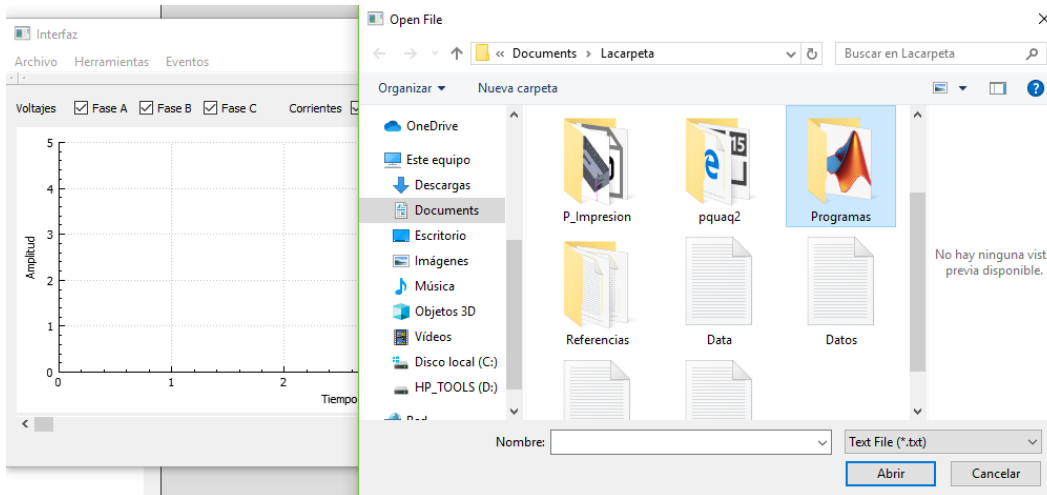 Interfaz
Archivo Herramientas Eventos
Voltajes Fase A Fase B Fase C Corrientes
5
4
3
2
1
0
Amplitud
0 1 2
Tiempo
Open File
« Documents › Lacarpeta
Buscar en Lacarpeta
Organizar Nueva carpeta
OneDrive
Este equipo
Descargas
Documents
Escritorio
Imágenes
Música
Objetos 3D
Vídeos
Disco local (C:)
HP_TOOLS (D:)
15
P_Impresion pquaq2 Programas
Referencias Data Datos
No hay ninguna vist
previa disponible.
Nombre:
Text File (*.txt)
Abrir Cancelar